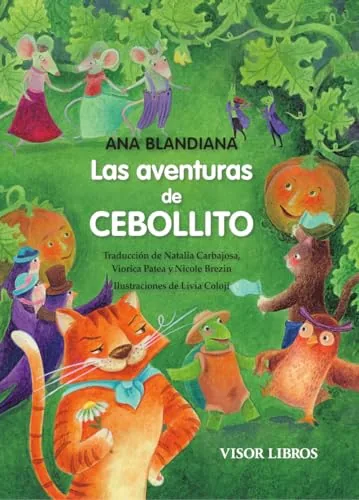 ANA BLANDIANA
Las aventuras
de
CEBOLLITO
Traducción de Natalia Carbajosa,
Viorica Patea y Nicole Brezin
Ilustraciones de Livia Coloji
VISOR LIBROS